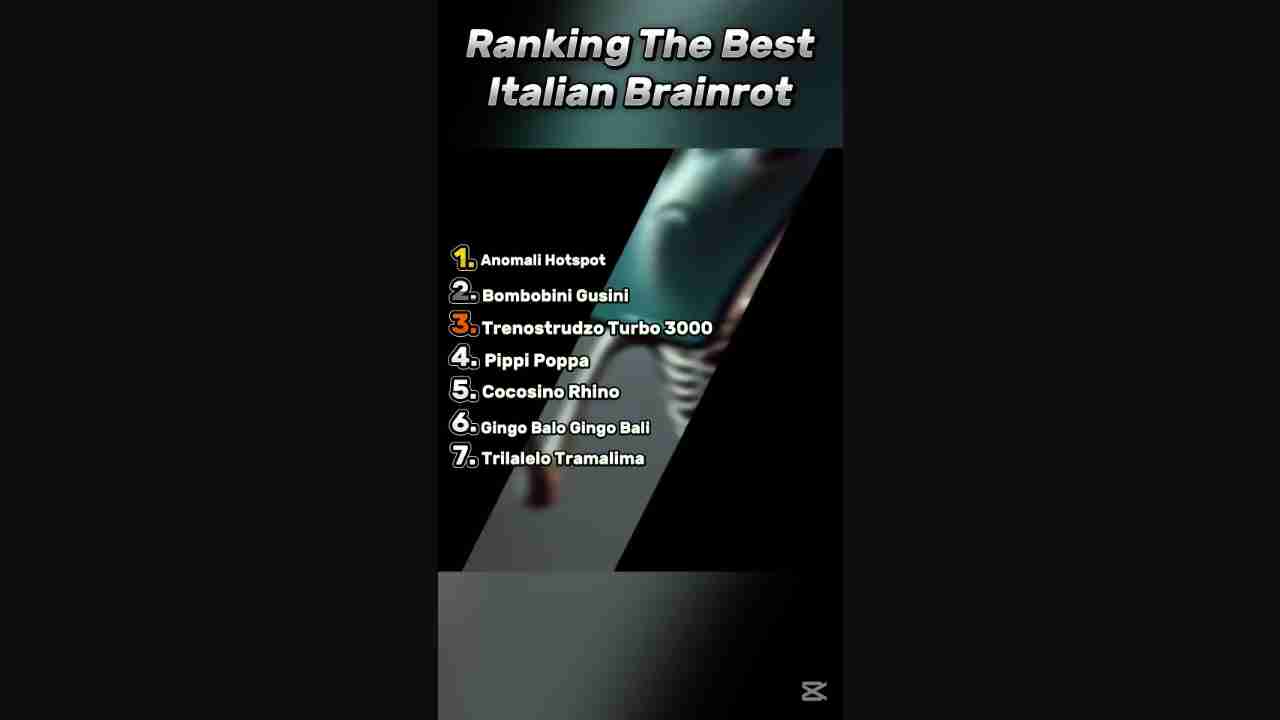 Ranking The Best
Italian Brainrot
1. Anomali Hotspot
2. Bombobini Gusini
3. Trenostrudzo Turbo 3000
4. Pippi Poppa
5. Cocosino Rhino
6. Gingo Balo Gingo Bali
7. Trilalelo Tramalima